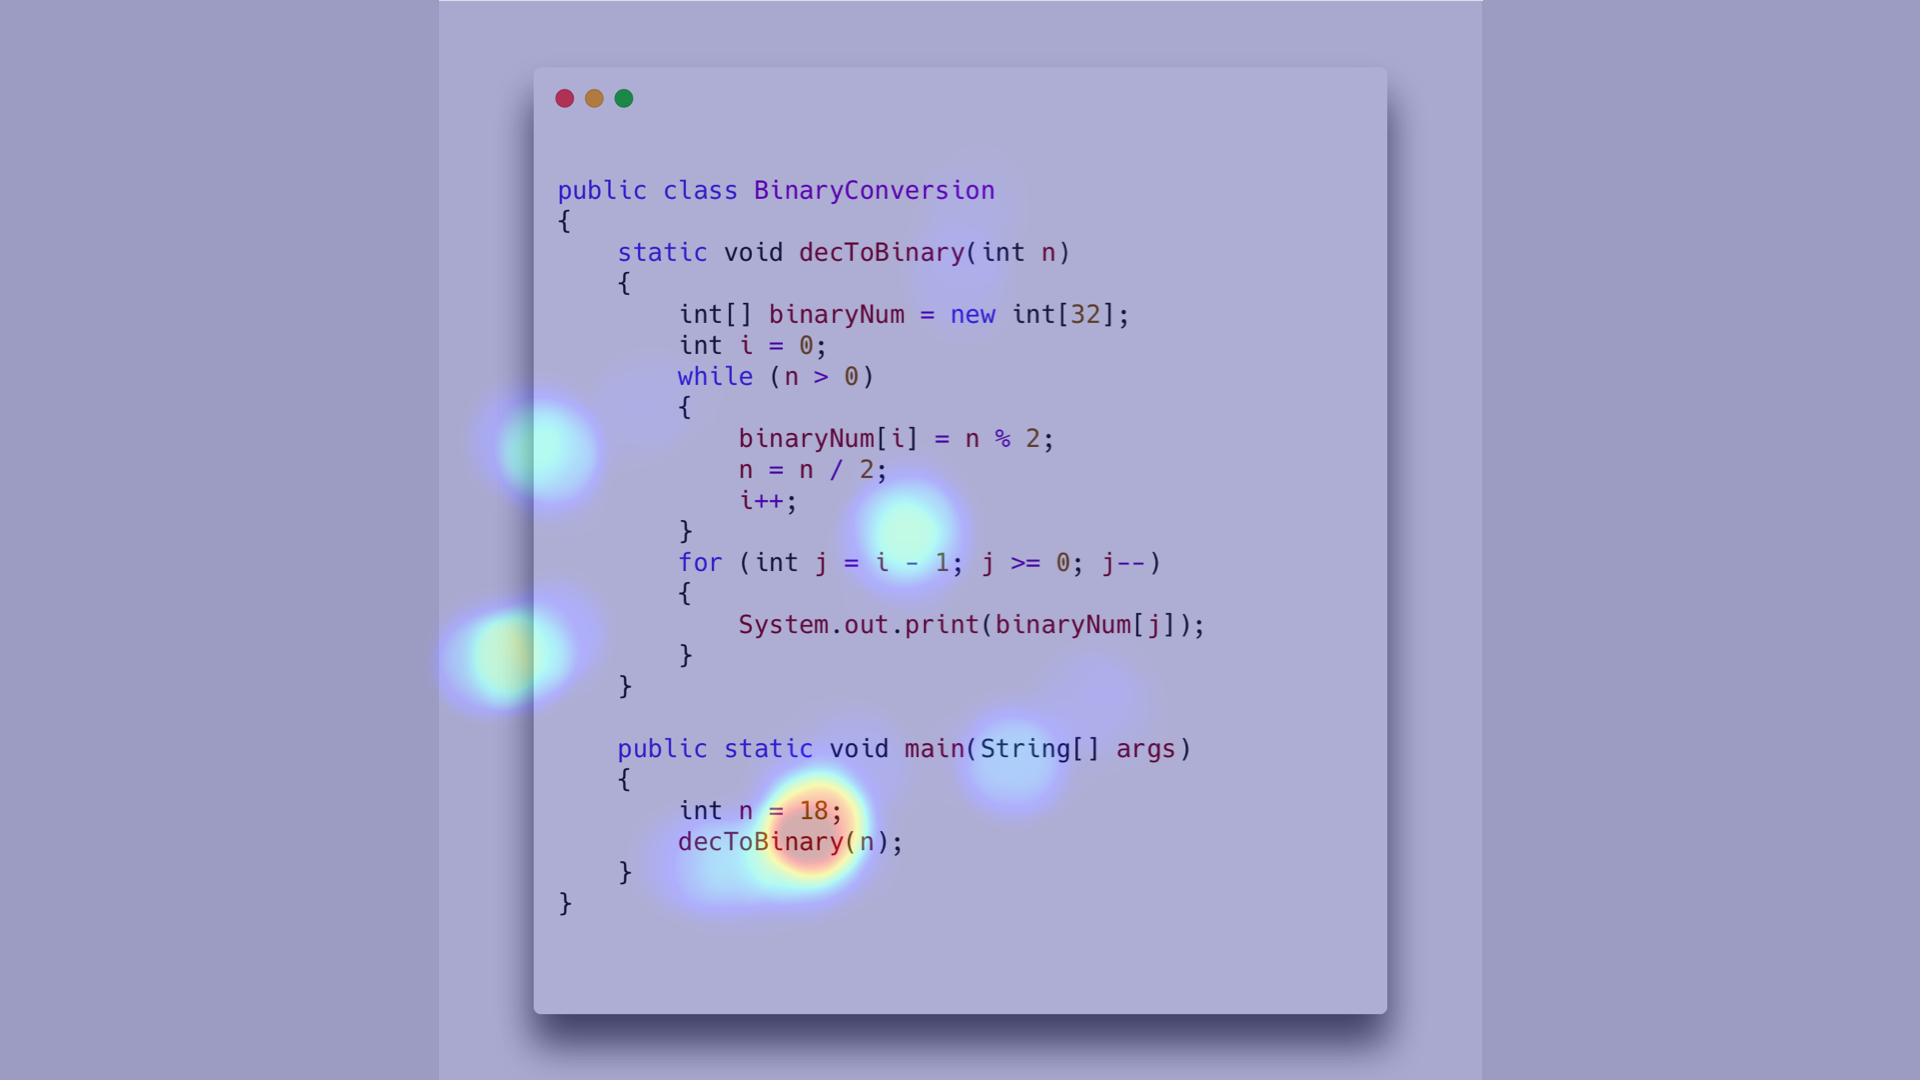 public class BinaryConversion
{
    static void decToBinary(int n)
    {
        int[] binaryNum = new int[32];
        int i = 0;
        while (n > 0)
        {
            binaryNum[i] = n % 2;
            n = n / 2;
            i++;
        }
        for (int j = i - 1; j >= 0; j--)
        {
            System.out.print(binaryNum[j]);
        }
    }

    public static void main(String[] args)
    {
        int n = 18;
        decToBinary(n);
    }
}